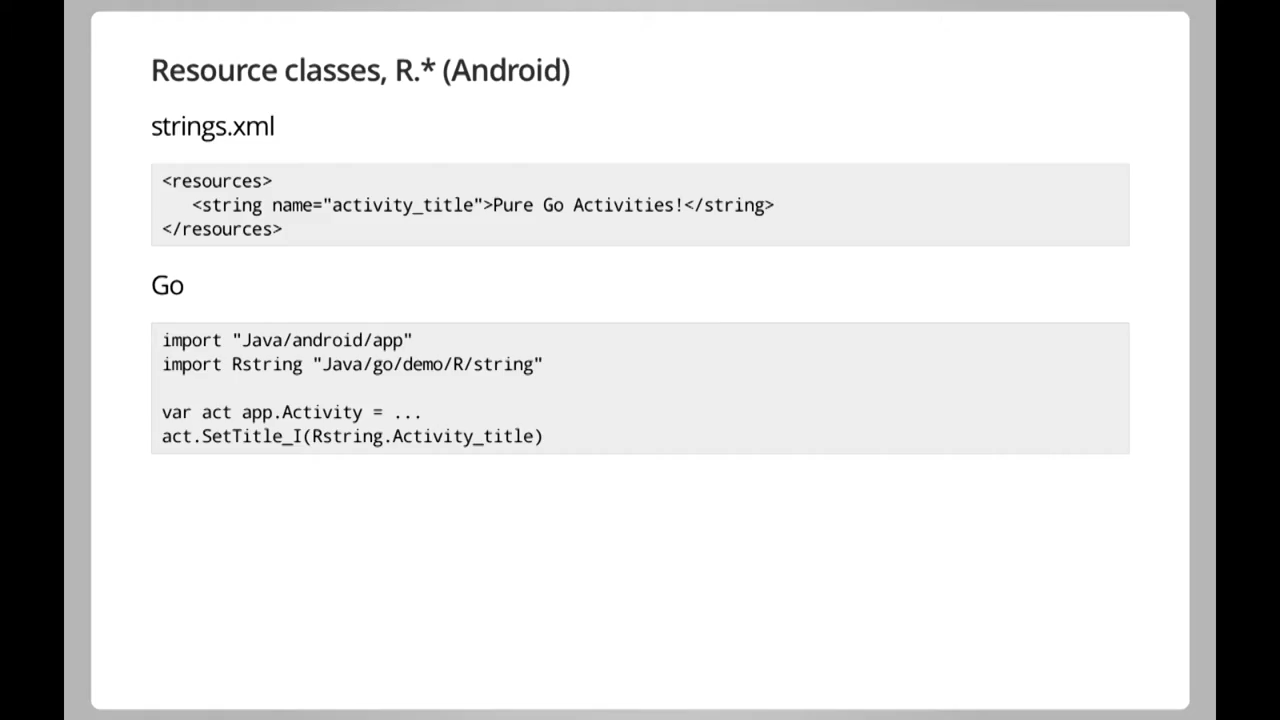 Resource classes, R.* (Android)
strings.xml
<resources>
   <string name="activity_title">Pure Go Activities!</string>
</resources>
Go
import "Java/android/app"
import Rstring "Java/go/demo/R/string"
var act app.Activity = ...
act.SetTitle_I(Rstring.Activity_title)